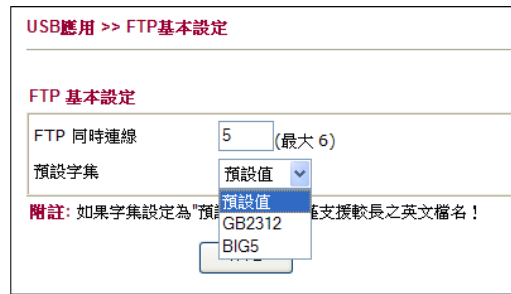 USB應用 >> FTP基本設定
FTP 基本設定
FTP 同時連線 5 (最大 6)
預設字集 預設值
預設值
GB2312
BIG5
附註: 如果字集設定為"預 支援較長之英文檔名！